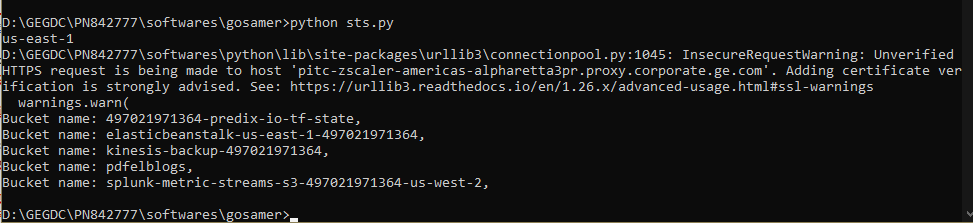 D:\GEGDC\PN842777\softwares\gosamer>python sts.py
us-east-1
D:\GEGDC\PN842777\softwares\python\lib\site-packages\urllib3\connectionpool.py:1045: InsecureRequestWarning: Unverified
HTTPS request is being made to host 'pitc-zscaler-americas-alpharetta3pr.proxy.corporate.ge.com'. Adding certificate ver
ification is strongly advised. See: https://urllib3.readthedocs.io/en/1.26.x/advanced-usage.html#ssl-warnings
  warnings.warn(
Bucket name: 497021971364-predix-io-tf-state,
Bucket name: elasticbeanstalk-us-east-1-497021971364,
Bucket name: kinesis-backup-497021971364,
Bucket name: pdfelblogs,
Bucket name: splunk-metric-streams-s3-497021971364-us-west-2,
D:\GEGDC\PN842777\softwares\gosamer>